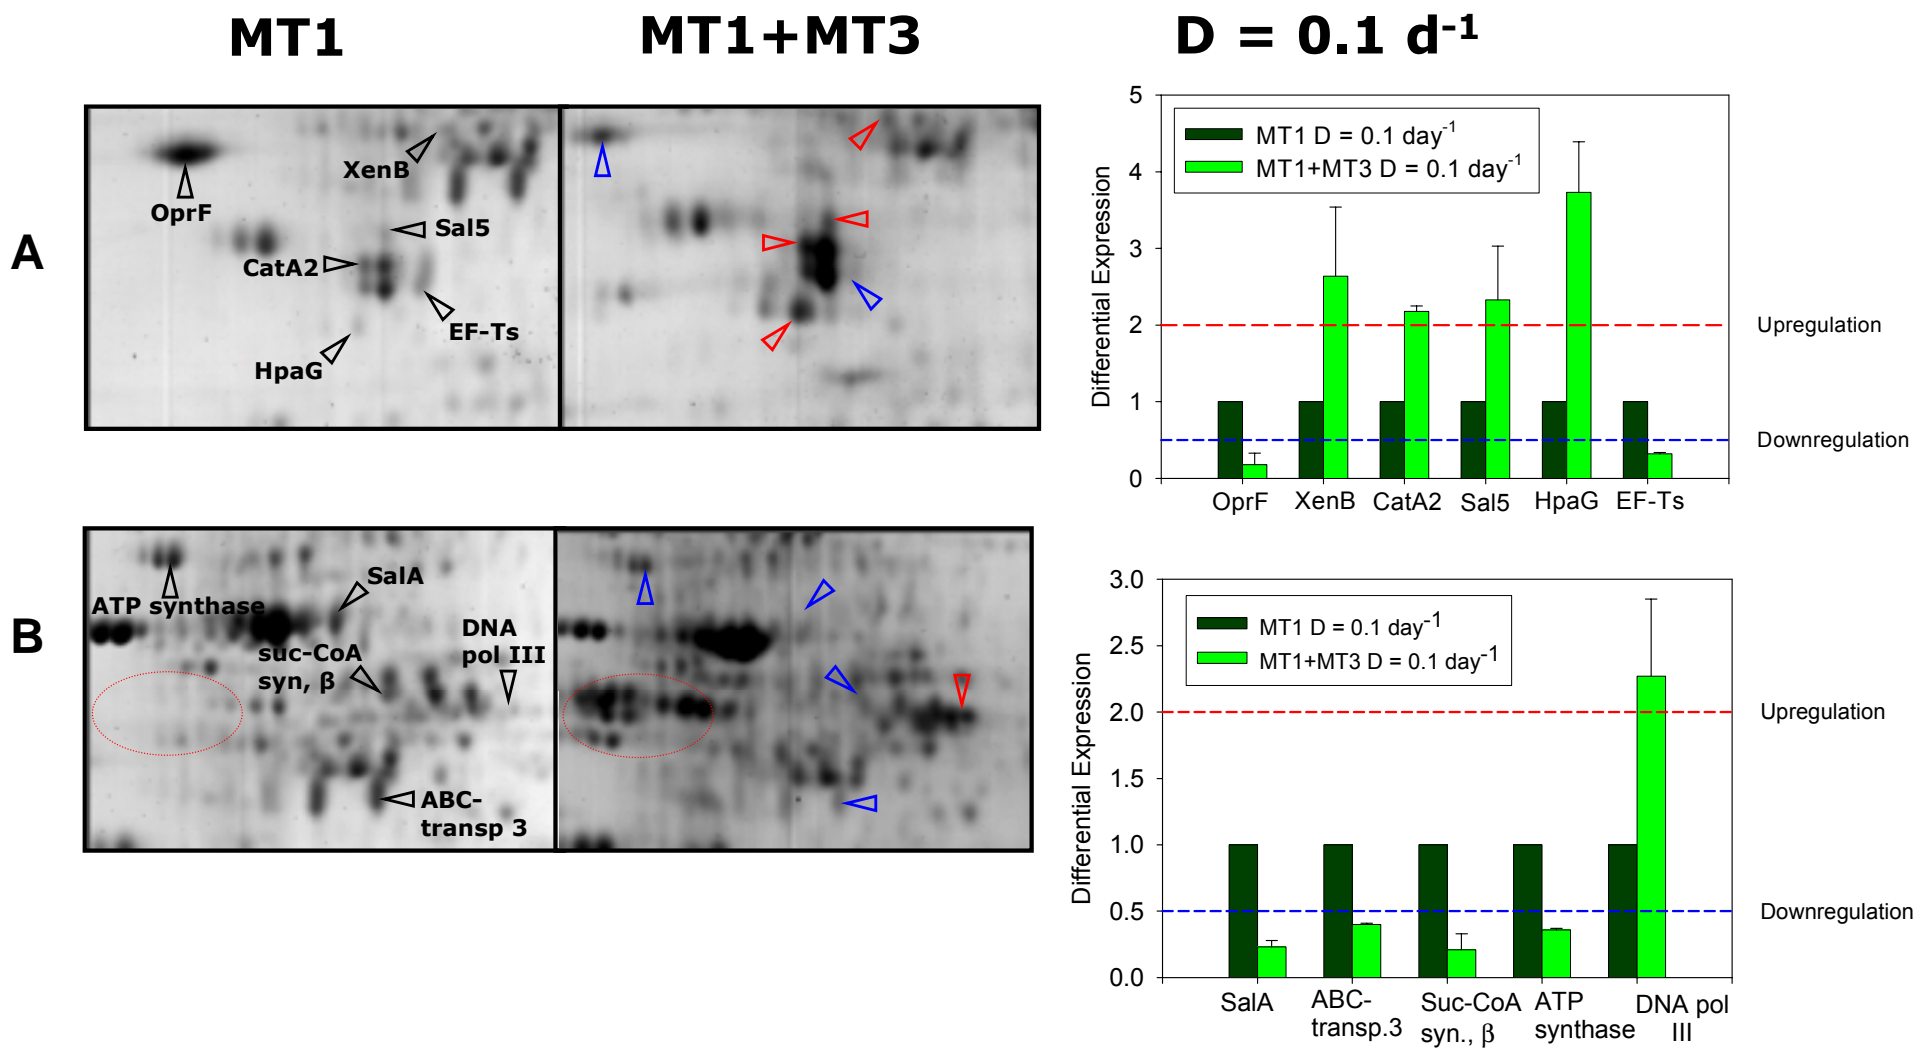 MT1
MT1+MT3
D = 0.1 d-1
A
OprF
XenB
Sal5
CatA2
EF-Ts
HpaG
5
4
3
2
1
0
Differential Expression
MT1 D = 0.1 day-1
MT1+MT3 D = 0.1 day-1
Upregulation
Downregulation
OprF
XenB
CatA2
Sal5
HpaG
EF-Ts
B
SalA
ATP synthase
DNA
pol III
suc-CoA
syn, β
ABC-
transp 3
3.0
2.5
2.0
1.5
1.0
0.5
0.0
Differential Expression
MT1 D = 0.1 day-1
MT1+MT3 D = 0.1 day-1
Upregulation
Downregulation
SalA
ABC-
transp.3
Suc-CoA
syn., β
ATP
synthase
DNA pol
III